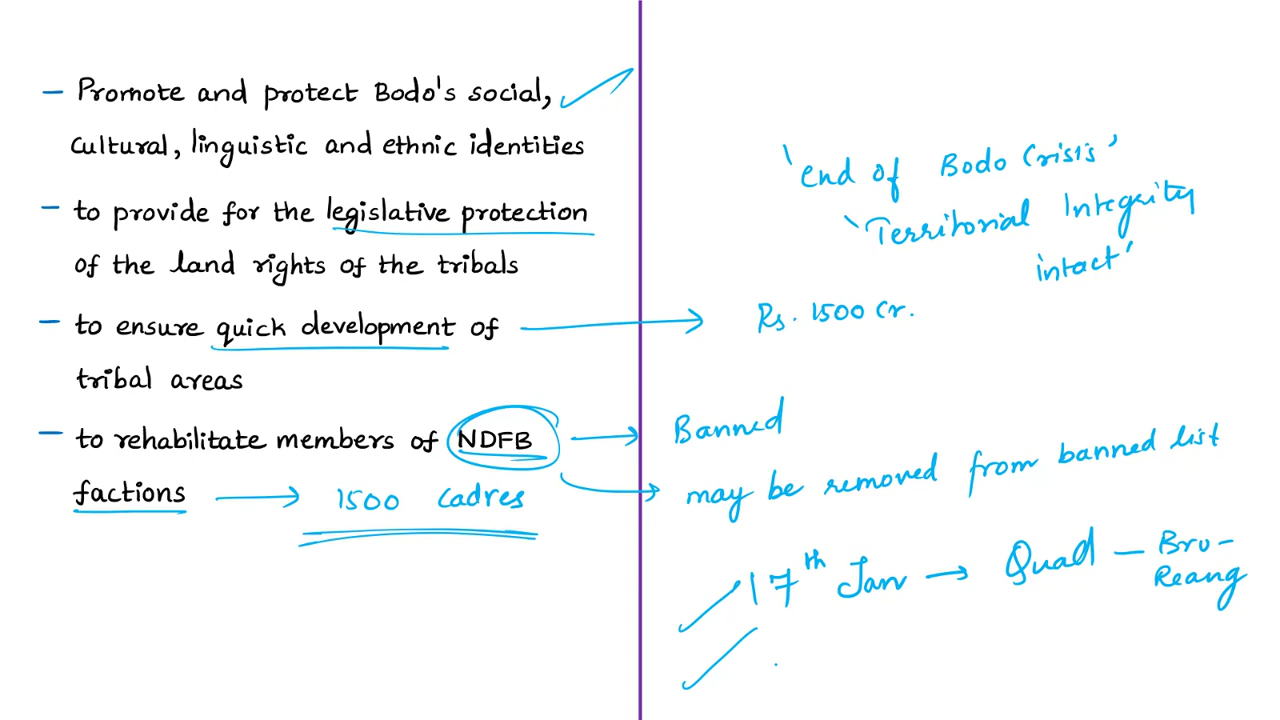 – Promote and protect Bodo's social,
cultural, linguistic and ethnic identities
– to provide for the legislative protection
of the land rights of the tribals
– to ensure quick development of
tribal areas
– to rehabilitate members of NDFB
factions → 1500 Cadres
'End of Bodo Crisis'
'Territorial Integrity
intact'
→ Rs. 1500 Cr.
→ Banned
→ may be removed from banned list
17th Jan → Quad – Bru-
Reang